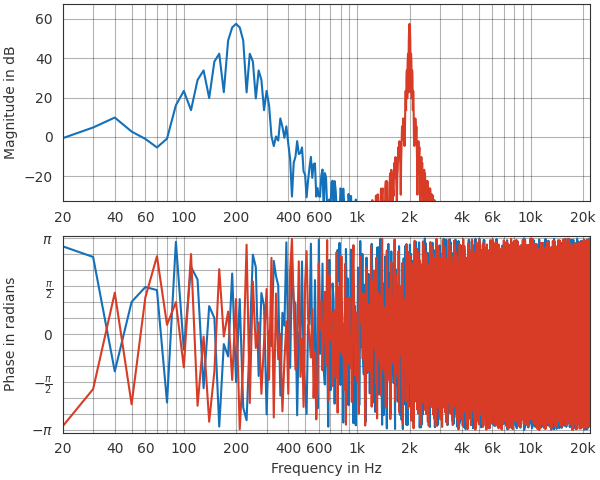 60
40
20
0
−20
Magnitude in dB
20 40 60 100 200 400 600 1k 2k 4k 6k 10k 20k
π
π/2
0
−π/2
−π
Phase in radians
20 40 60 100 200 400 600 1k 2k 4k 6k 10k 20k
Frequency in Hz